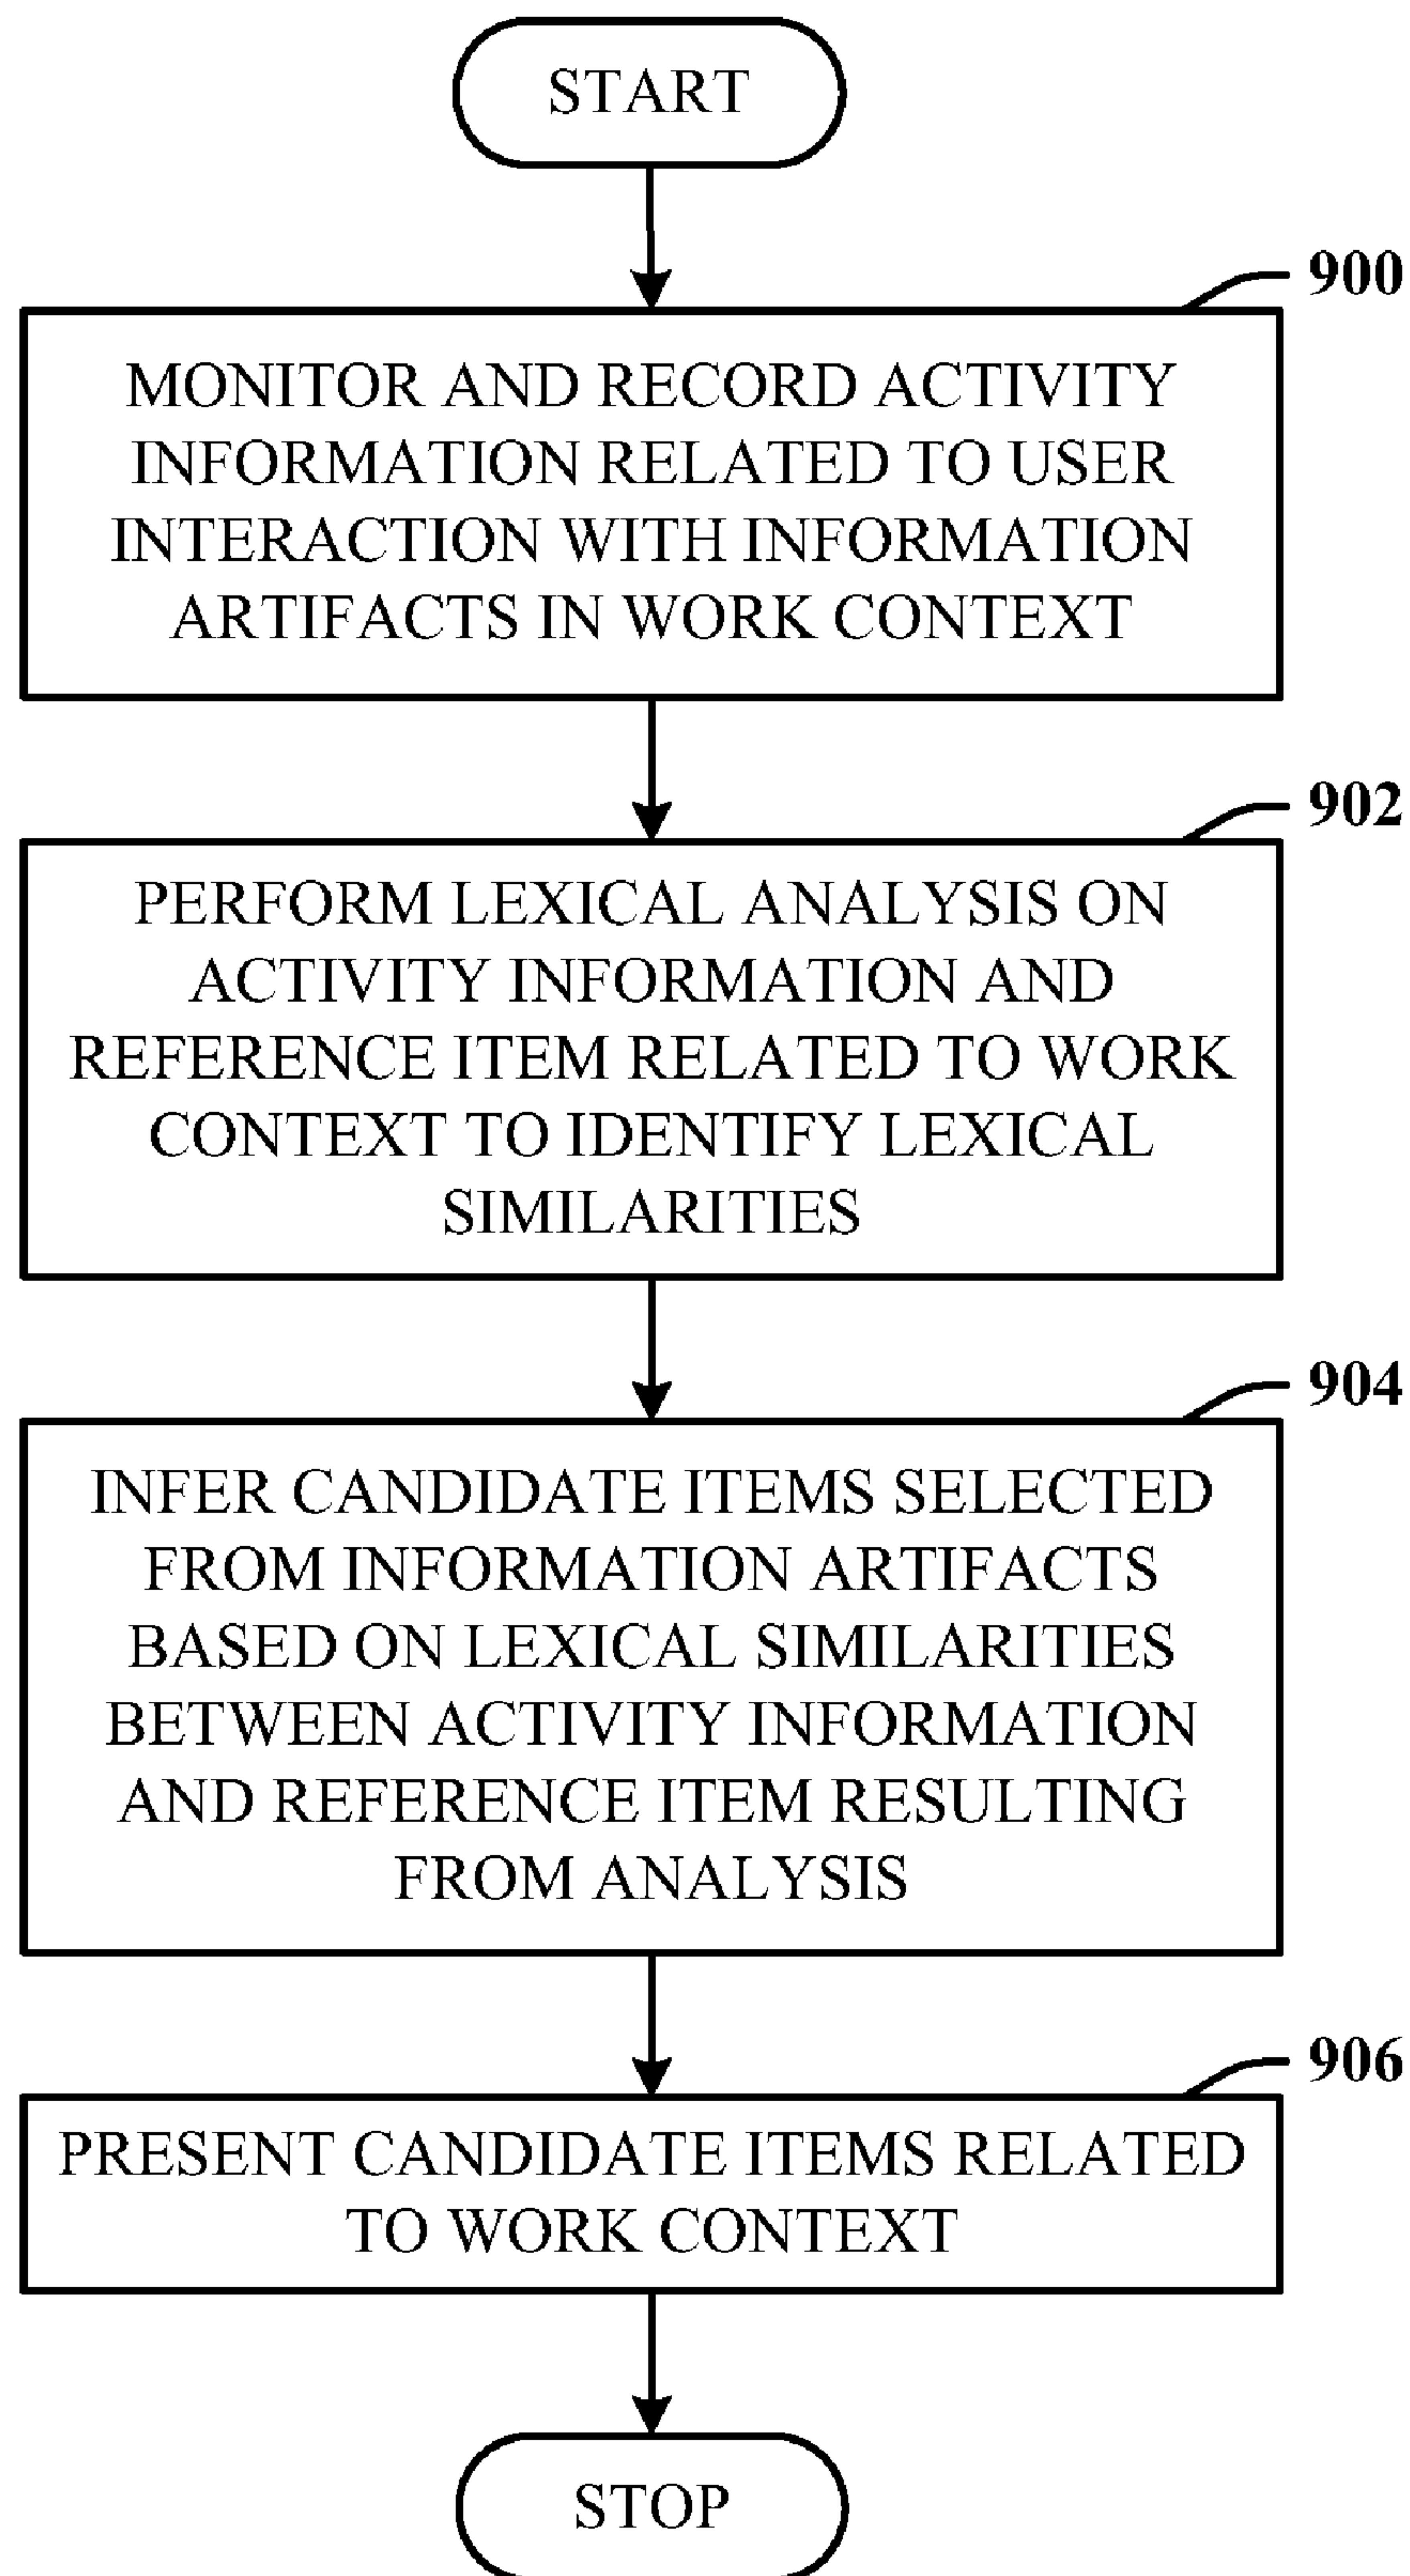 START
900
MONITOR AND RECORD ACTIVITY
INFORMATION RELATED TO USER
INTERACTION WITH INFORMATION
ARTIFACTS IN WORK CONTEXT
902
PERFORM LEXICAL ANALYSIS ON
ACTIVITY INFORMATION AND
REFERENCE ITEM RELATED TO WORK
CONTEXT TO IDENTIFY LEXICAL
SIMILARITIES
904
INFER CANDIDATE ITEMS SELECTED
FROM INFORMATION ARTIFACTS
BASED ON LEXICAL SIMILARITIES
BETWEEN ACTIVITY INFORMATION
AND REFERENCE ITEM RESULTING
FROM ANALYSIS
906
PRESENT CANDIDATE ITEMS RELATED
TO WORK CONTEXT
STOP